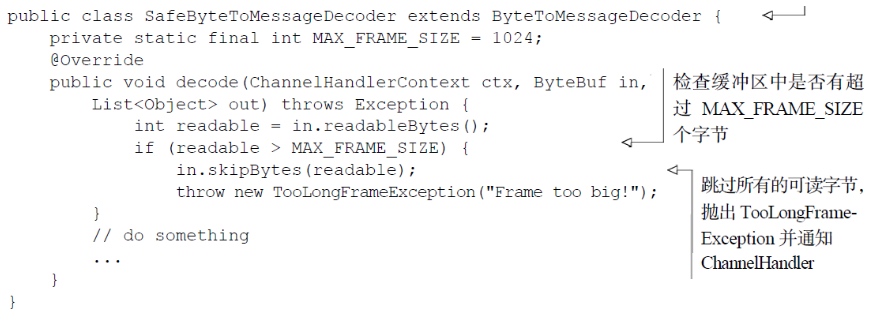 public class SafeByteToMessageDecoder extends ByteToMessageDecoder {
private static final int MAX_FRAME_SIZE = 1024;
@Override
public void decode(ChannelHandlerContext ctx, ByteBuf in,
List<Object> out) throws Exception {
int readable = in.readableBytes();
if (readable > MAX_FRAME_SIZE) {
in.skipBytes(readable);
throw new TooLongFrameException("Frame too big!");
}
// do something
...
}
}
检查缓冲区中是否有超
过 MAX_FRAME_SIZE
个字节
跳过所有的可读字节，
抛出 TooLongFrame-
Exception 并通知
ChannelHandler